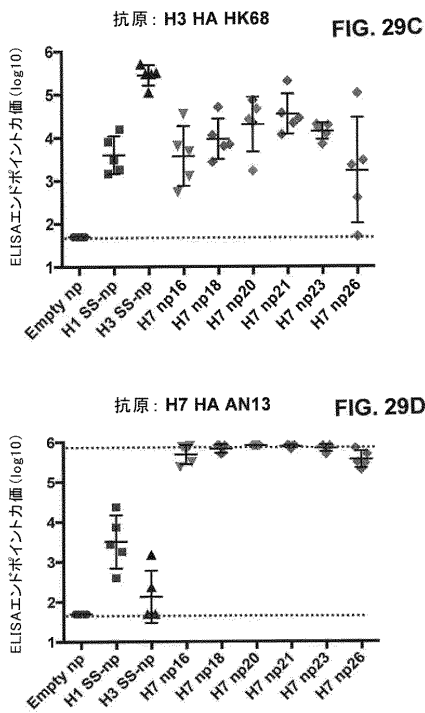 抗原：H3 HA HK68
FIG. 29C
ELISAエンドポイント力価(log10)
6
5
4
3
2
1
Empty np
H1 SS-np
H3 SS-np
H7 np16
H7 np18
H7 np20
H7 np21
H7 np23
H7 np26
抗原：H7 HA AN13
FIG. 29D
ELISAエンドポイント力価(log10)
6
5
4
3
2
1
Empty np
H1 SS-np
H3 SS-np
H7 np16
H7 np18
H7 np20
H7 np21
H7 np23
H7 np26